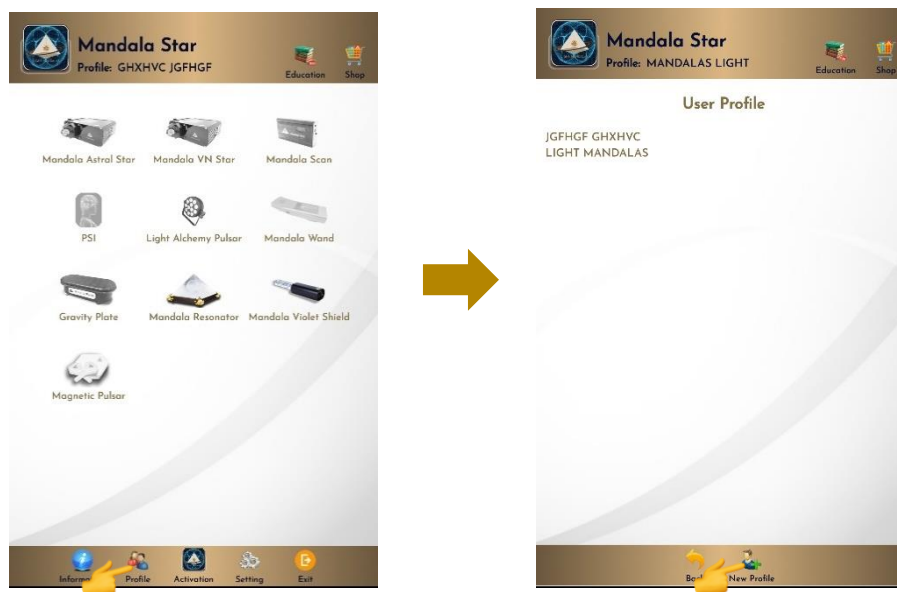 Mandala Star
Profile: GHXHVC JGFHGF
Education Shop
Mandala Astral Star Mandala VN Star Mandala Scan
PSI Light Alchemy Pulsar Mandala Wand
Gravity Plate Mandala Resonator Mandala Violet Shield
Magnetic Pulsar
Profile Activation Setting Exit
Mandala Star
Profile: MANDALAS LIGHT
Education Shop
User Profile
JGFHGF GHXHVC
LIGHT MANDALAS
New Profile